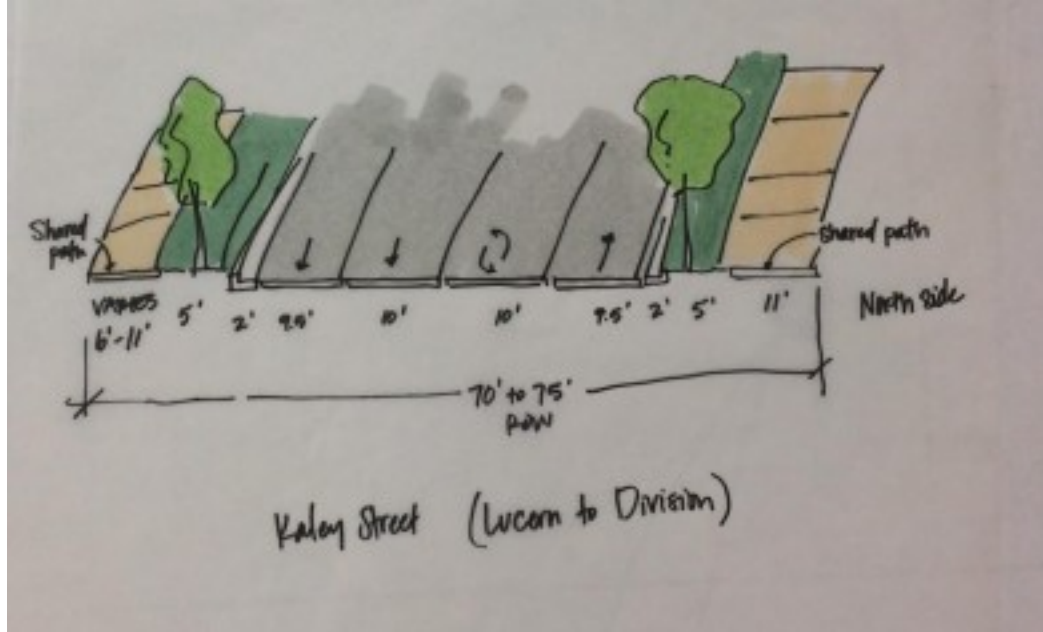 Shared
path
shared path
VARIES
6'-11'
5'
2'
9.5'
10'
10'
9.5'
2'
5'
11'
North side
70' to 75'
ROW
Kaley Street (Lucern to Division)